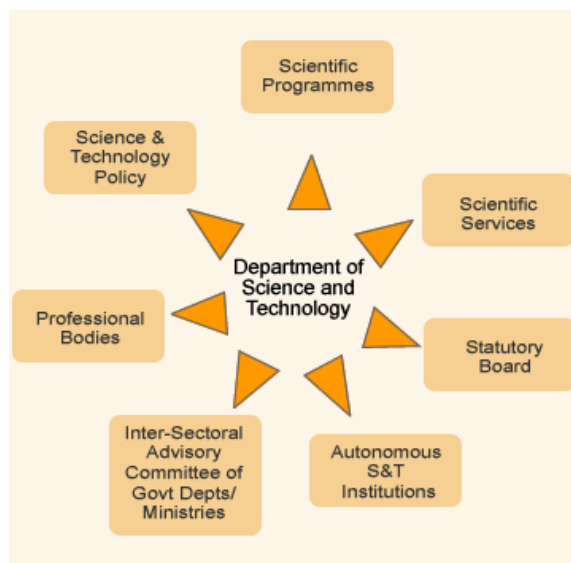 Scientific
Programmes
Science &
Technology
Policy
Scientific
Services
Department of
Science and
Technology
Professional
Bodies
Statutory
Board
Inter-Sectoral
Advisory
Committee of
Govt Depts/
Ministries
Autonomous
S&T
Institutions